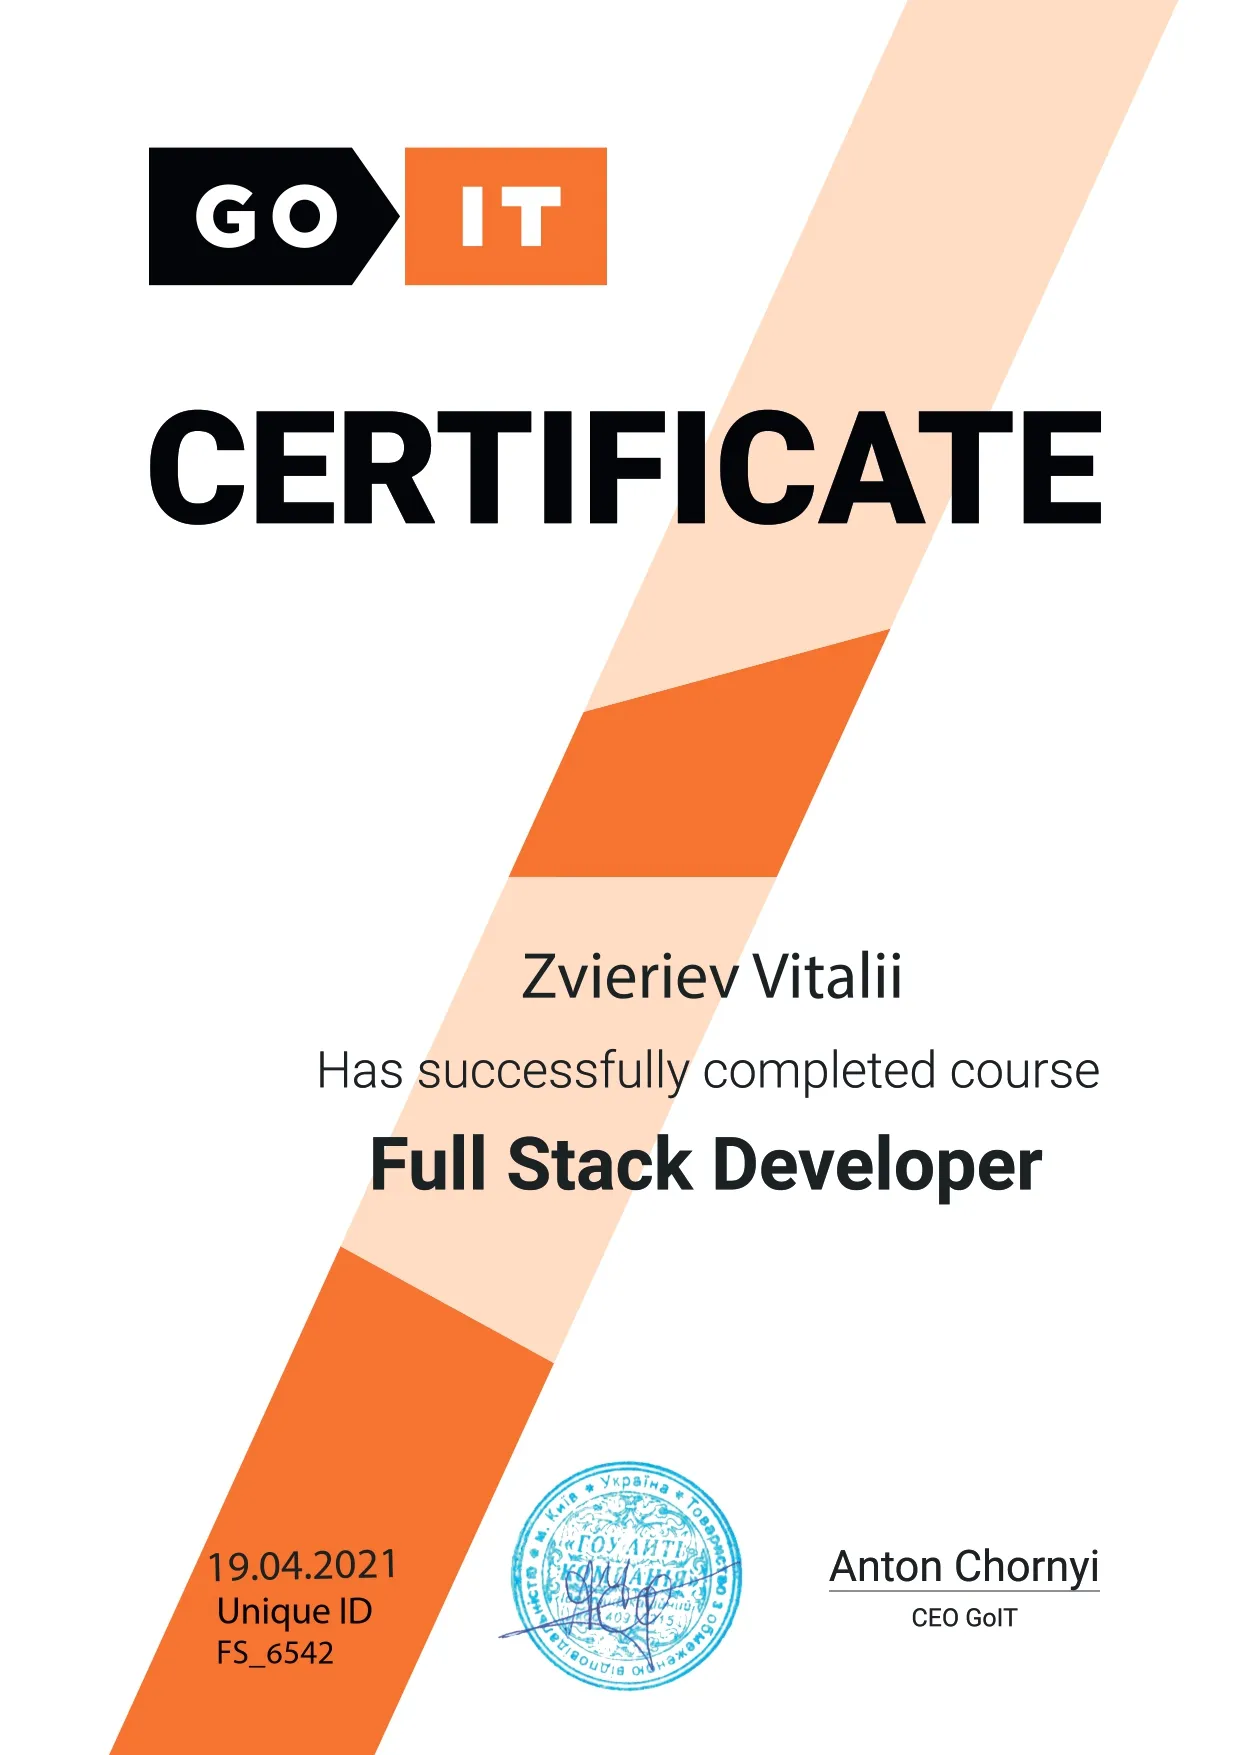 GO IT
CERTIFICATE
Zvieriev Vitalii
Has successfully completed course
Full Stack Developer
19.04.2021
Unique ID
FS_6542
Україна * Товариство з обмеженою відповідальністю * м. Київ *
«ГОУ АЙТІ
КОМПАНІЯ»
Anton Chornyi
CEO GoIT